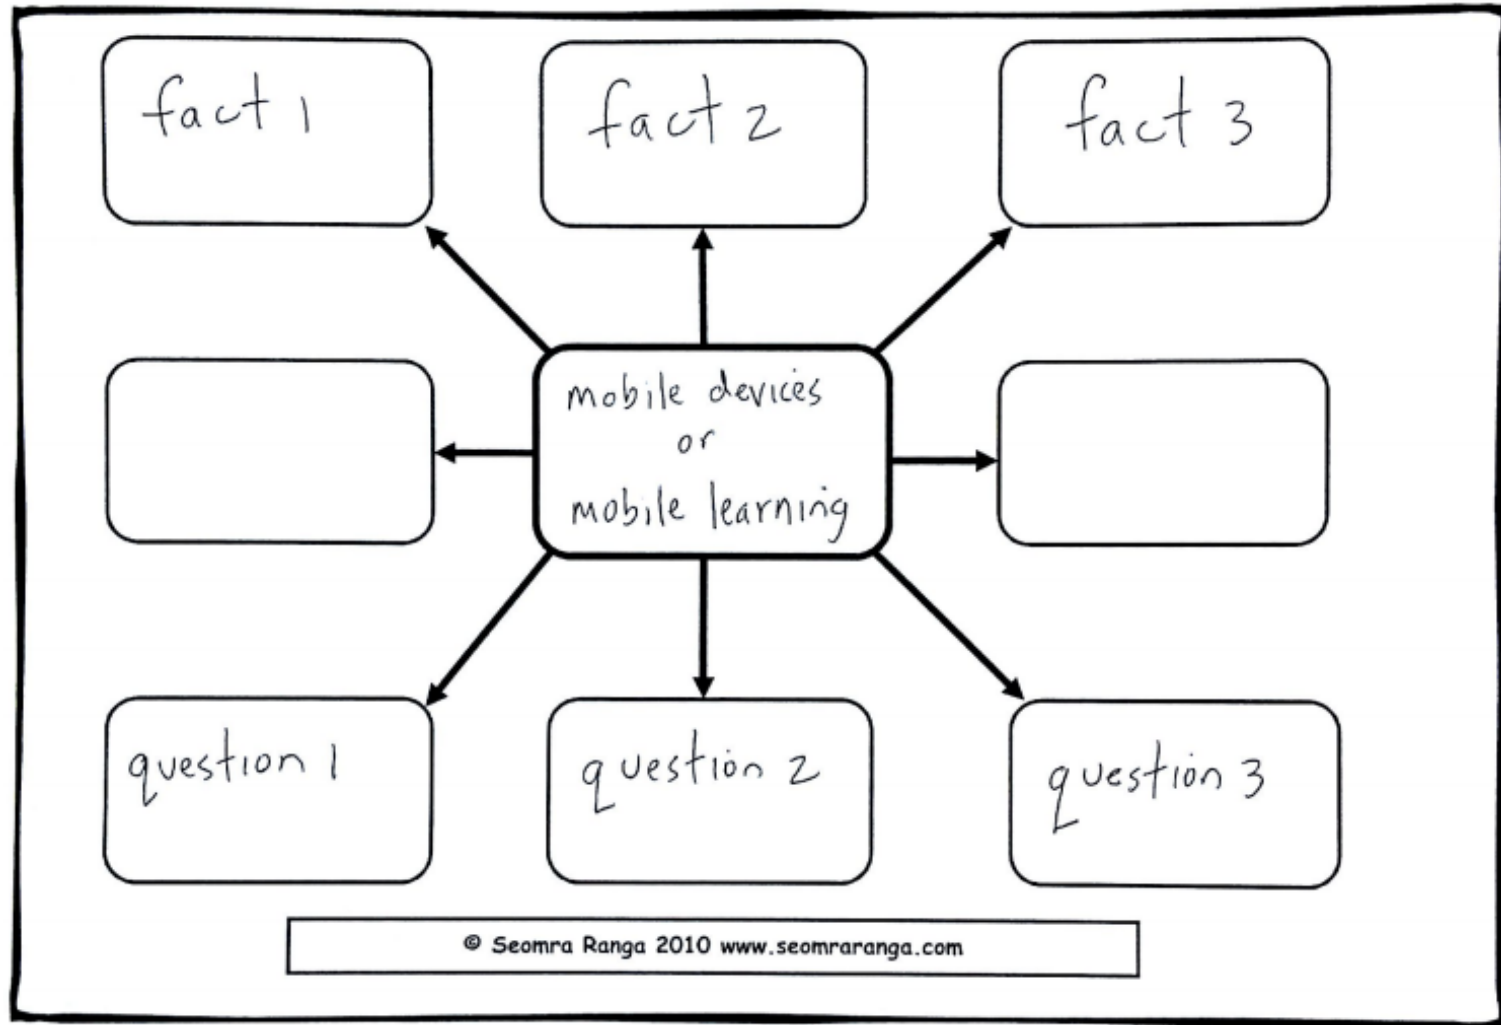 fact 1
fact 2
fact 3
mobile devices
or
mobile learning
question 1
question 2
question 3
© Seomra Ranga 2010 www.seomraranga.com